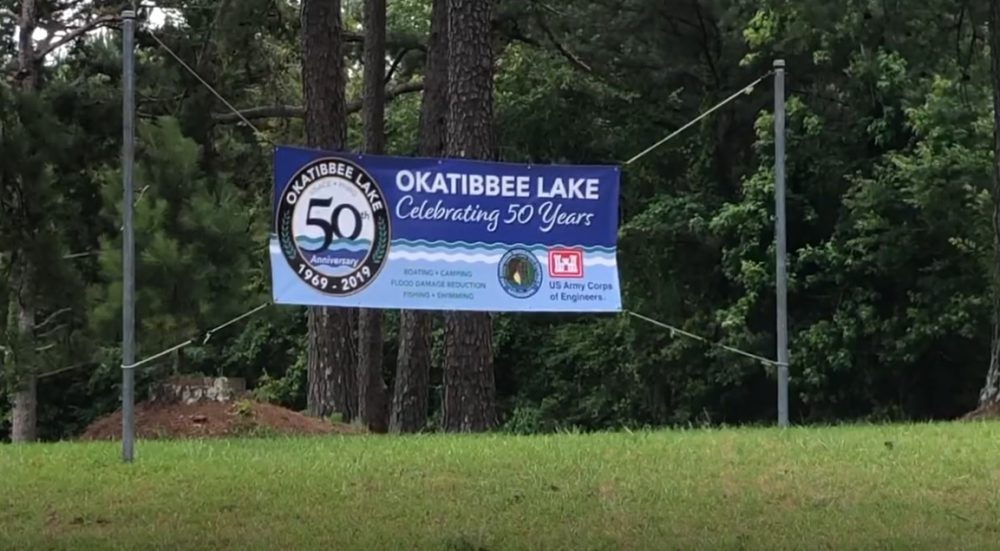 OKATIBBEE LAKE
50th
Anniversary
1969 - 2019
OKATIBBEE LAKE
Celebrating 50 Years
BOATING • CAMPING
FLOOD DAMAGE REDUCTION
FISHING • SWIMMING
US Army Corps
of Engineers.